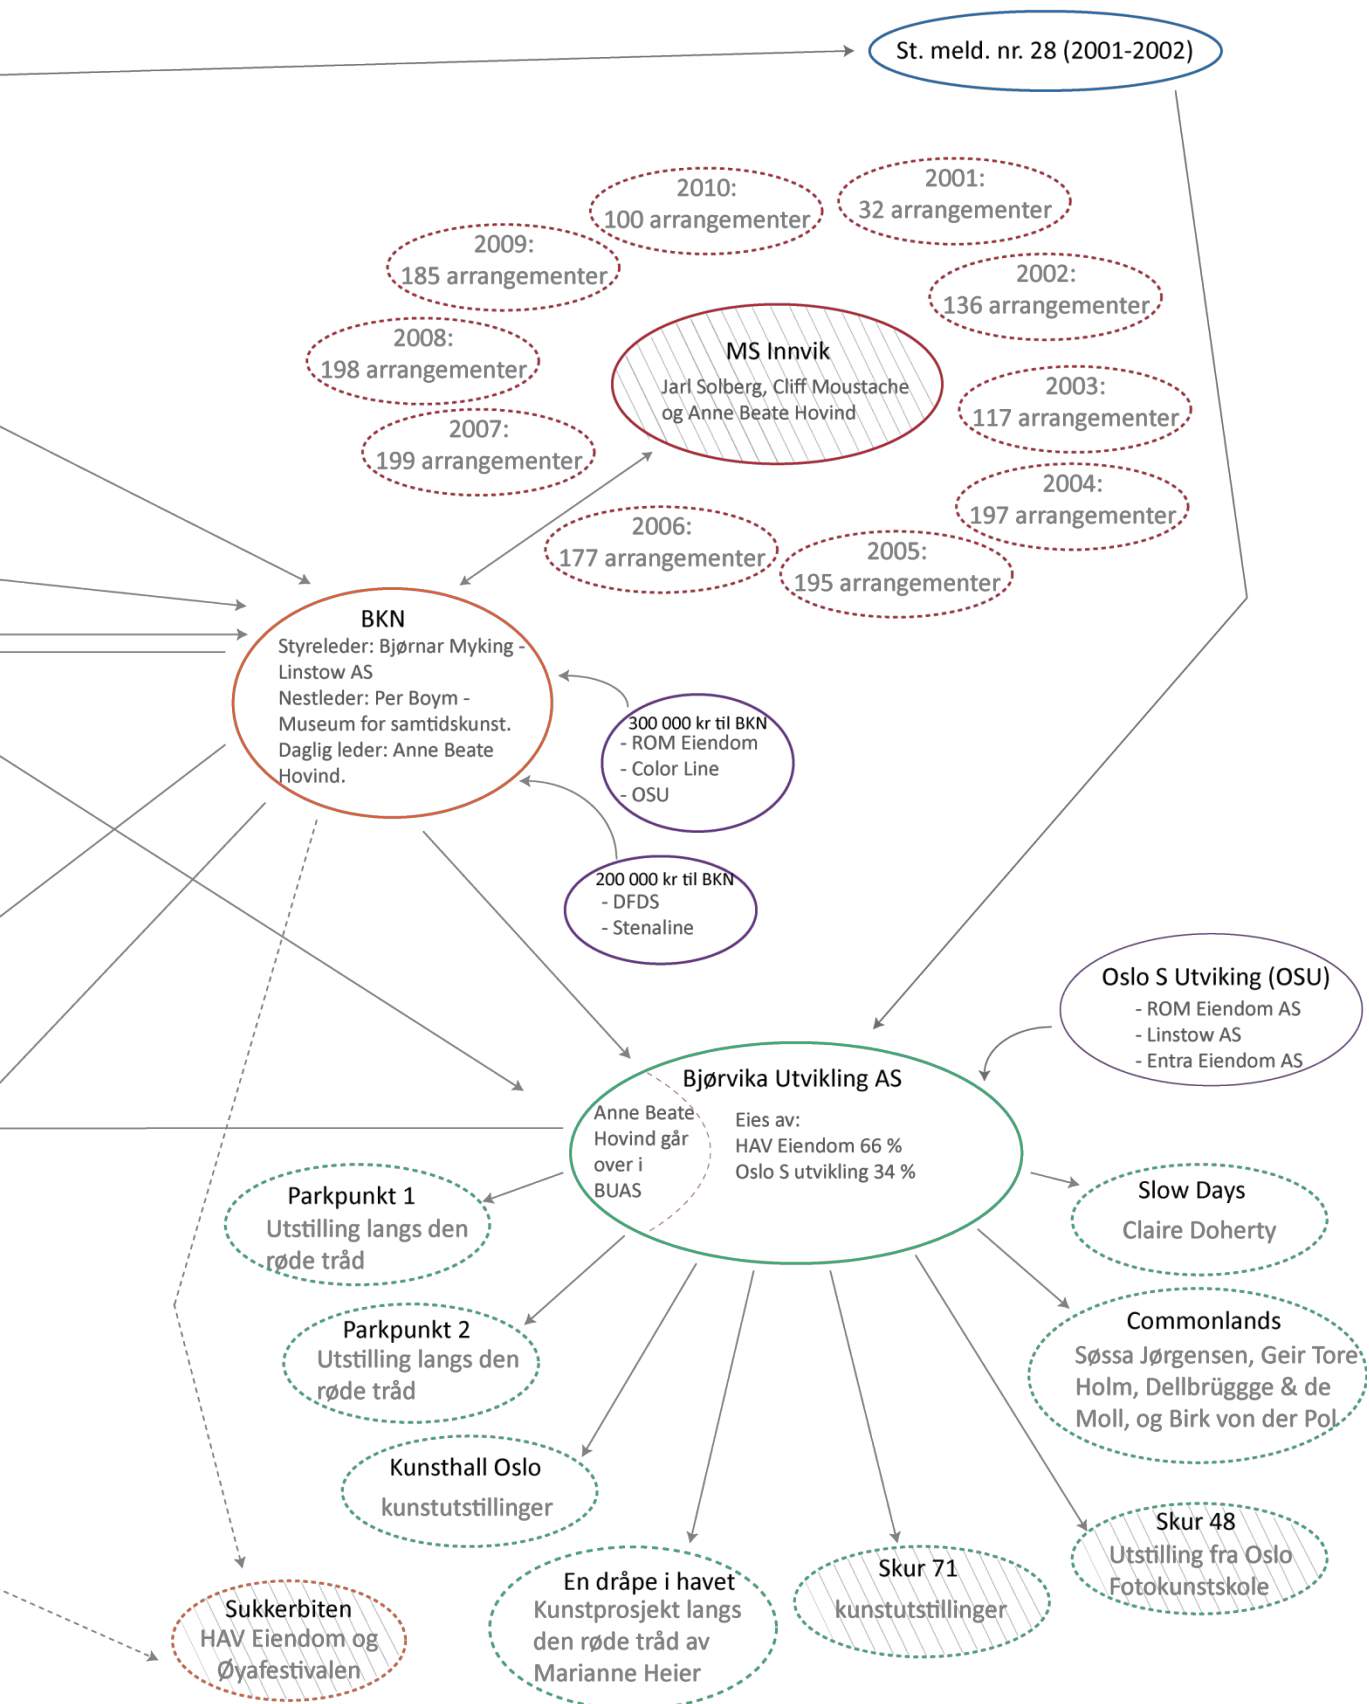 St. meld. nr. 28 (2001-2002)
2010:
100 arrangementer
2001:
32 arrangementer
2009:
185 arrangementer
2002:
136 arrangementer
2008:
198 arrangementer
MS Innvik
Jarl Solberg, Cliff Moustache
og Anne Beate Hovind
2003:
117 arrangementer
2007:
199 arrangementer
2004:
197 arrangementer
2006:
177 arrangementer
2005:
195 arrangementer
BKN
Styreleder: Bjørnar Myking -
Linstow AS
Nestleder: Per Boym -
Museum for samtidskunst.
Daglig leder: Anne Beate
Hovind.
300 000 kr til BKN
- ROM Eiendom
- Color Line
- OSU
200 000 kr til BKN
- DFDS
- Stenaline
Oslo S Utviking (OSU)
- ROM Eiendom AS
- Linstow AS
- Entra Eiendom AS
Bjørvika Utvikling AS
Anne Beate
Hovind går
over i
BUAS
Eies av:
HAV Eiendom 66 %
Oslo S utvikling 34 %
Parkpunkt 1
Utstilling langs den
røde tråd
Slow Days
Claire Doherty
Parkpunkt 2
Utstilling langs den
røde tråd
Commonlands
Søssa Jørgensen, Geir Tore
Holm, Dellbrüggge & de
Moll, og Birk von der Pol
Kunsthall Oslo
kunstutstillinger
Skur 48
Utstilling fra Oslo
Fotokunstskole
En dråpe i havet
Kunstprosjekt langs
den røde tråd av
Marianne Heier
Skur 71
kunstutstillinger
Sukkerbiten
HAV Eiendom og
Øyafestivalen